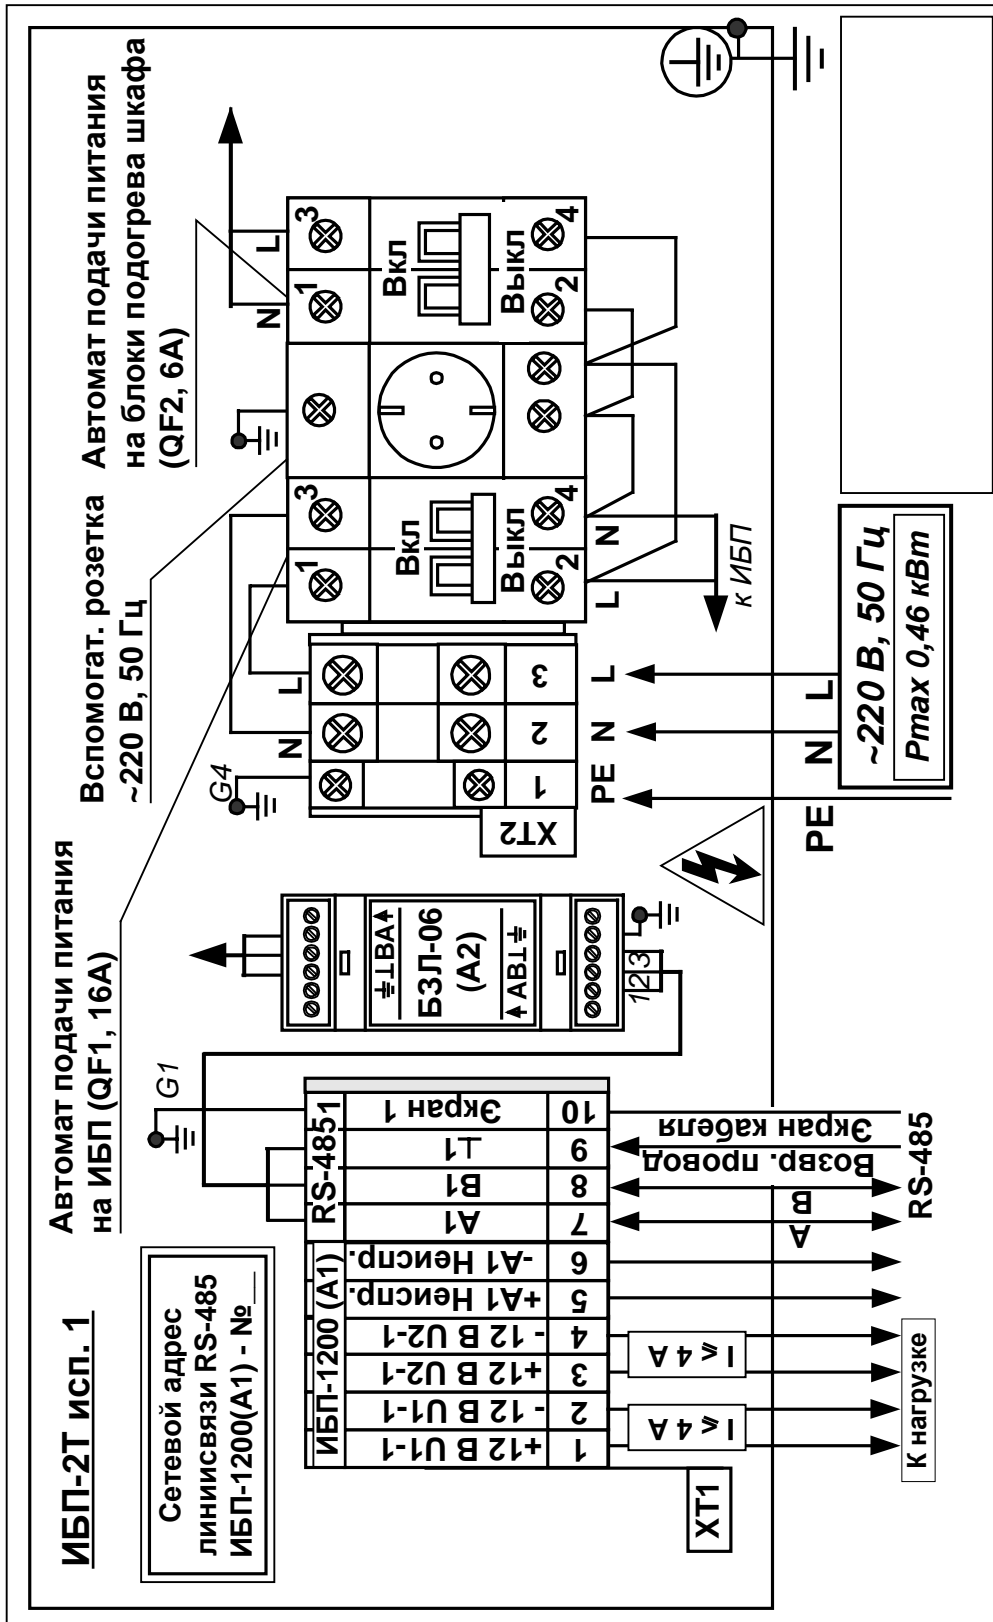 ИБП-2Т исп. 1
Сетевой адрес
линиисвязи RS-485
ИБП-1200(А1) - №__
Автомат подачи питания
на ИБП (QF1, 16А)
Вспомогат. розетка
~220 В, 50 Гц
Автомат подачи питания
на блоки подогрева шкафа
(QF2, 6А)
G1
G4
ИБП-1200 (А1)
RS-4851
+12 В U1-1
- 12 В U1-1
+12 В U2-1
- 12 В U2-1
+А1 Неиспр.
-А1 Неиспр.
А1
В1
⊥1
Экран 1
1
2
3
4
5
6
7
8
9
10
XT1
I ⩽ 4 А
I ⩽ 4 А
К нагрузке
А
В
Возвр. провод
Экран кабеля
RS-485
⊥ВА
БЗЛ-06
(А2)
АВ⊥
1
2
3
XT2
N
L
1
2
3
PE
N
L
1
3
Вкл
Выкл
2
4
L
N
к ИБП
N
L
1
3
Вкл
Выкл
2
4
PE
N
L
~220 В, 50 Гц
Pmax 0,46 кВт